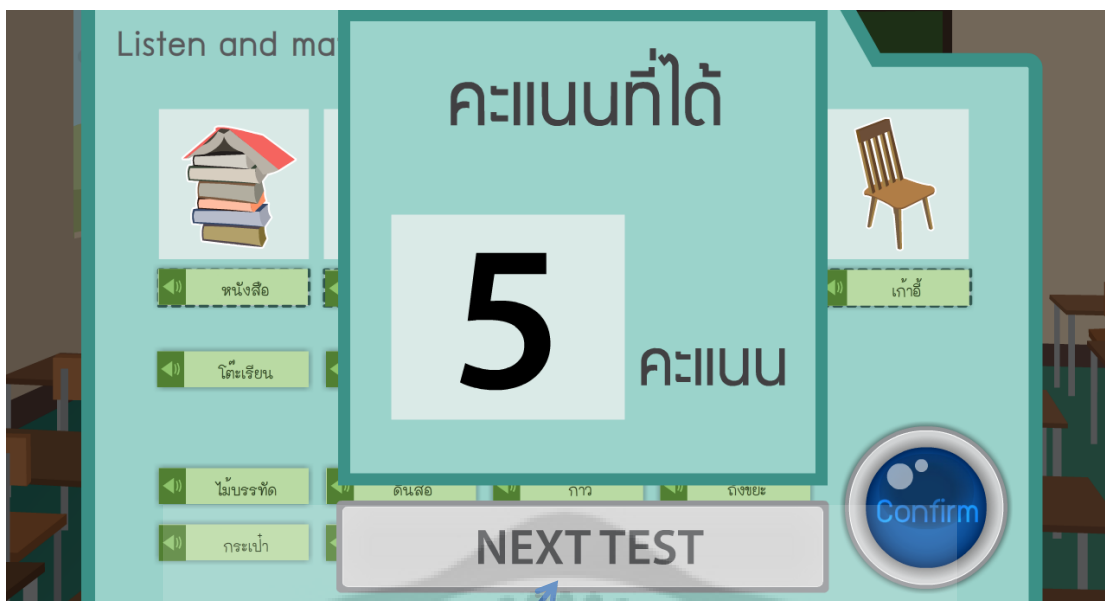 Listen and ma
คะแนนที่ได้
5
คะแนน
หนังสือ
เก้าอี้
โต๊ะเรียน
ไม้บรรทัด
ดินสอ
กาว
ถังขยะ
กระเป๋า
Confirm
NEXT TEST